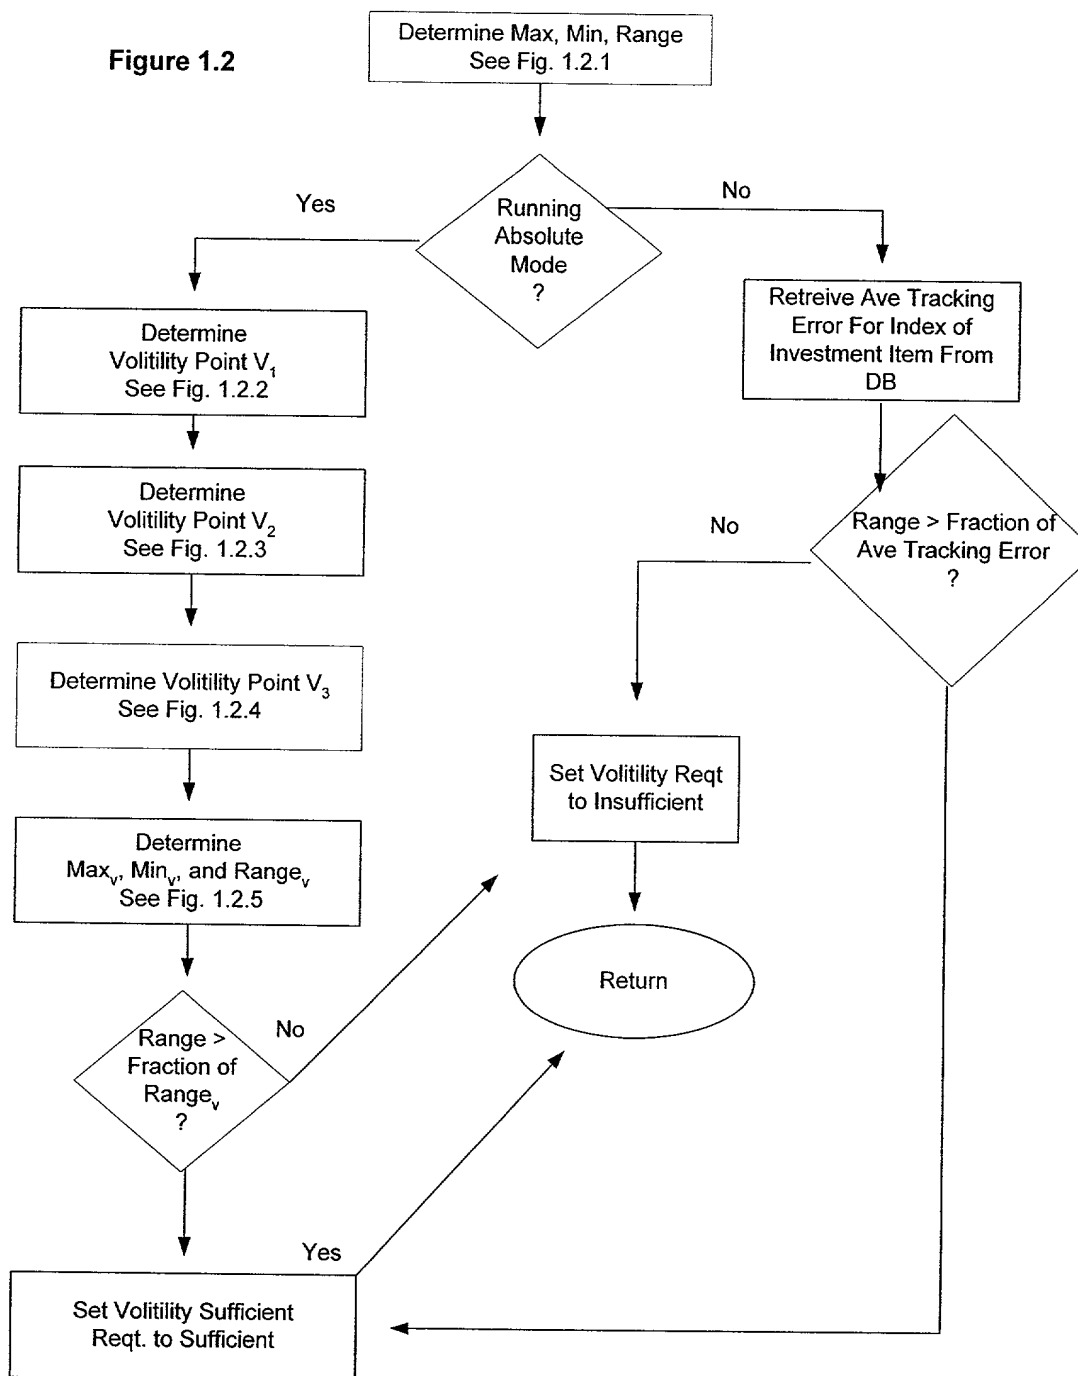 Figure 1.2
Determine Max, Min, Range
See Fig. 1.2.1
Yes
No
Running
Absolute
Mode
?
Determine
Volitility Point V1
See Fig. 1.2.2
Retreive Ave Tracking
Error For Index of
Investment Item From
DB
Determine
Volitility Point V2
See Fig. 1.2.3
No
Range > Fraction of
Ave Tracking Error
?
Determine Volitility Point V3
See Fig. 1.2.4
Set Volitility Reqt
to Insufficient
Determine
Maxv, Minv, and Rangev
See Fig. 1.2.5
Return
No
Range >
Fraction of
Rangev
?
Yes
Set Volitility Sufficient
Reqt. to Sufficient